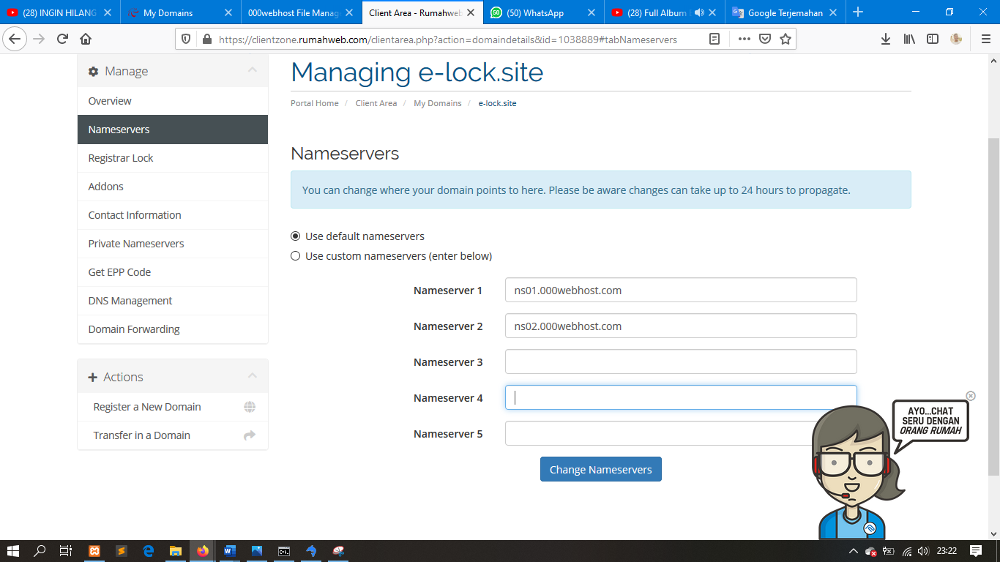 (28) INGIN HILANG
My Domains
000webhost File Manag
Client Area - Rumahweb
(50) WhatsApp
(28) Full Album
Google Terjemahan
https://clientzone.rumahweb.com/clientarea.php?action=domaindetails&id=1038889#tabNameservers
Manage
Overview
Nameservers
Registrar Lock
Addons
Contact Information
Private Nameservers
Get EPP Code
DNS Management
Domain Forwarding
Actions
Register a New Domain
Transfer in a Domain
Managing e-lock.site
Portal Home / Client Area / My Domains / e-lock.site
Nameservers
You can change where your domain points to here. Please be aware changes can take up to 24 hours to propagate.
Use default nameservers
Use custom nameservers (enter below)
Nameserver 1 ns01.000webhost.com
Nameserver 2 ns02.000webhost.com
Nameserver 3
Nameserver 4
Nameserver 5
Change Nameservers
AYO...CHAT
SERU DENGAN
ORANG RUMAH
23:22